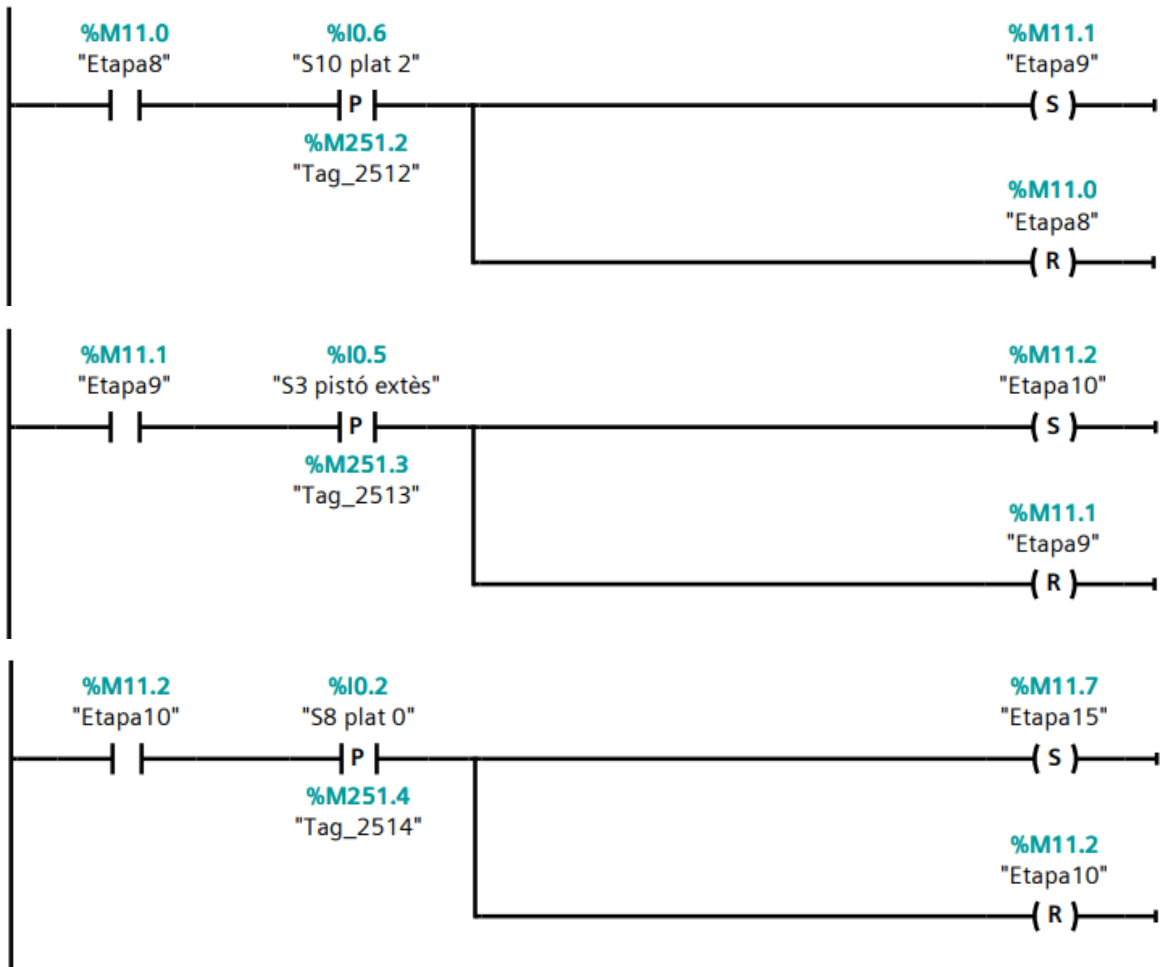 %M11.0 %I0.6 %M11.1
"Etapa8" "S10 plat 2" "Etapa9"
P S
%M251.2
"Tag_2512"
%M11.0
"Etapa8"
R
%M11.1 %I0.5 %M11.2
"Etapa9" "S3 pistó extès" "Etapa10"
P S
%M251.3
"Tag_2513"
%M11.1
"Etapa9"
R
%M11.2 %I0.2 %M11.7
"Etapa10" "S8 plat 0" "Etapa15"
P S
%M251.4
"Tag_2514"
%M11.2
"Etapa10"
R